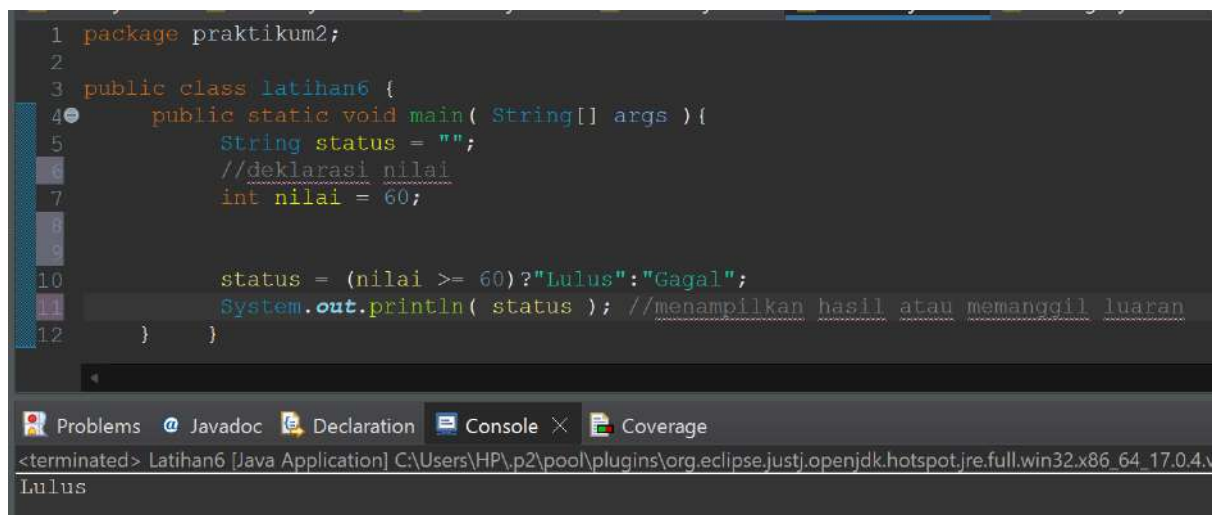 1 package praktikum2;
2
3 public class latihan6 {
4 public static void main( String[] args ){
5 String status = "";
6 //deklarasi nilai
7 int nilai = 60;
8
9
10 status = (nilai >= 60)?"Lulus":"Gagal";
11 System.out.println( status ); //menampilkan hasil atau memanggil luaran
12 } }
Problems @ Javadoc Declaration Console Coverage
<terminated> Latihan6 [Java Application] C:\Users\HP\.p2\pool\plugins\org.eclipse.justj.openjdk.hotspot.jre.full.win32.x86_64_17.0.4.v
Lulus